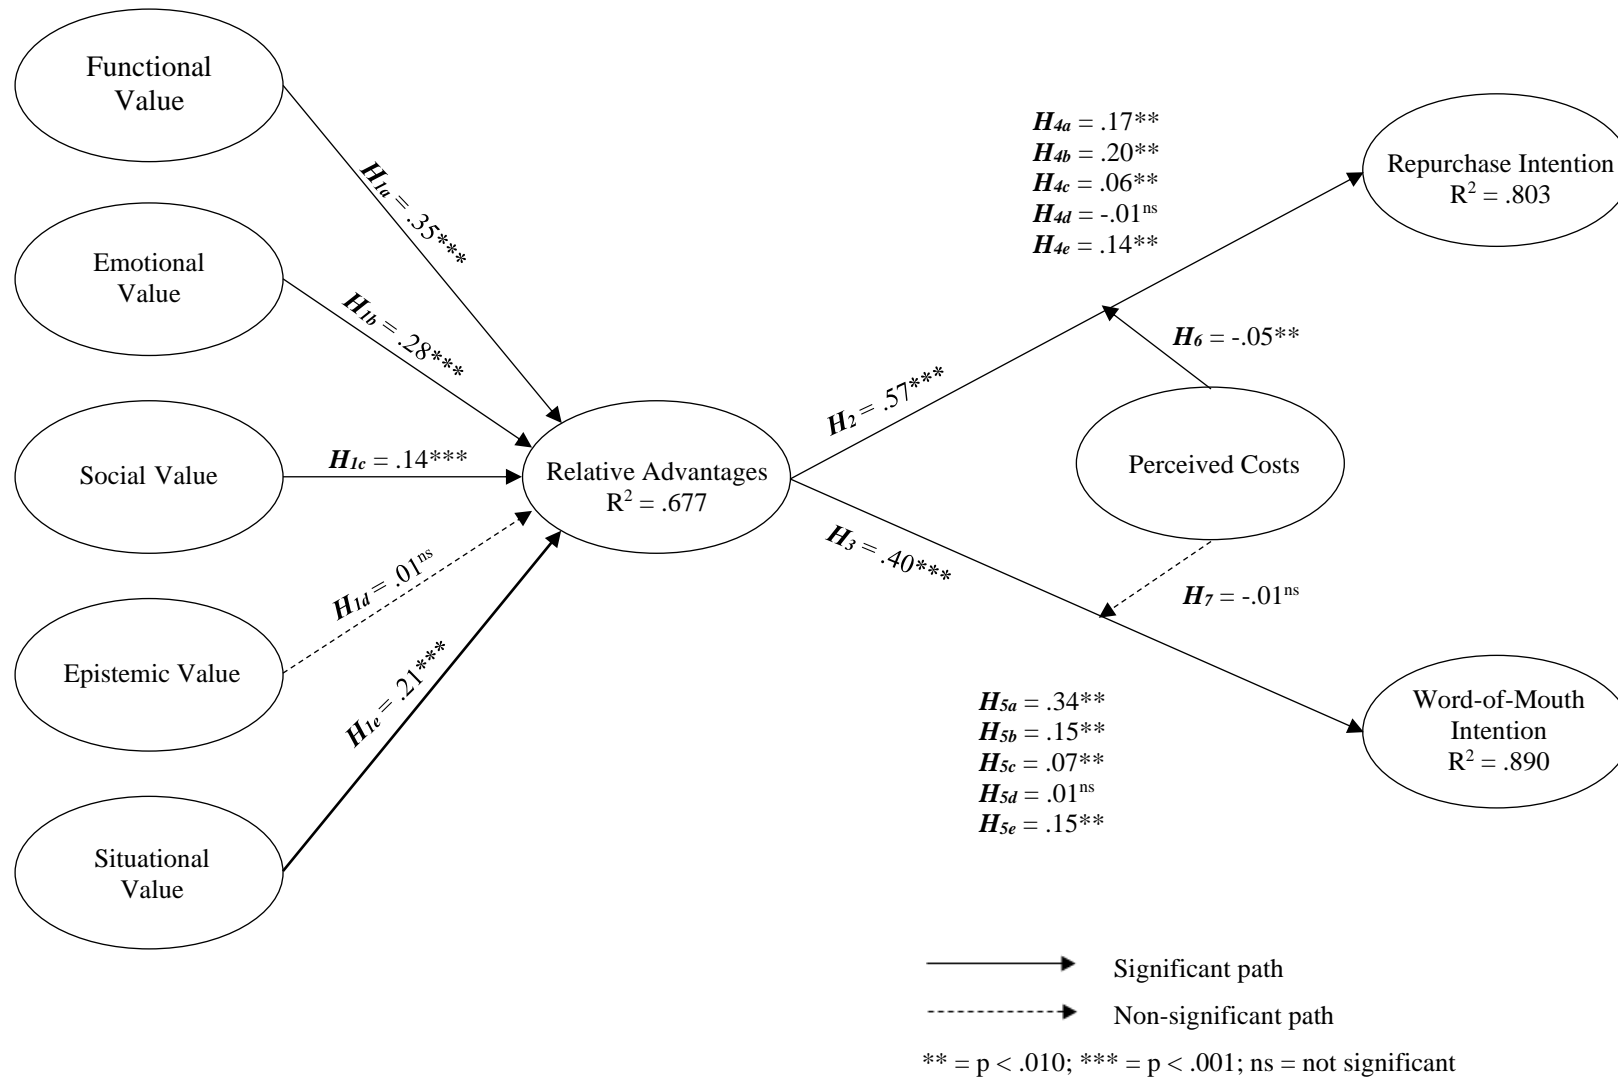 Functional
Value
H1a = .35***
Emotional
Value
H1b = .28***
Social Value
H1c = .14***
Epistemic Value
H1d = .01ns
Situational
Value
H1e = .21***
Relative Advantages
R2 = .677
H2 = .57***
H3 = .40***
H4a = .17**
H4b = .20**
H4c = .06**
H4d = -.01ns
H4e = .14**
Repurchase Intention
R2 = .803
H6 = -.05**
Perceived Costs
H7 = -.01ns
H5a = .34**
H5b = .15**
H5c = .07**
H5d = .01ns
H5e = .15**
Word-of-Mouth
Intention
R2 = .890
Significant path
Non-significant path
** = p < .010; *** = p < .001; ns = not significant